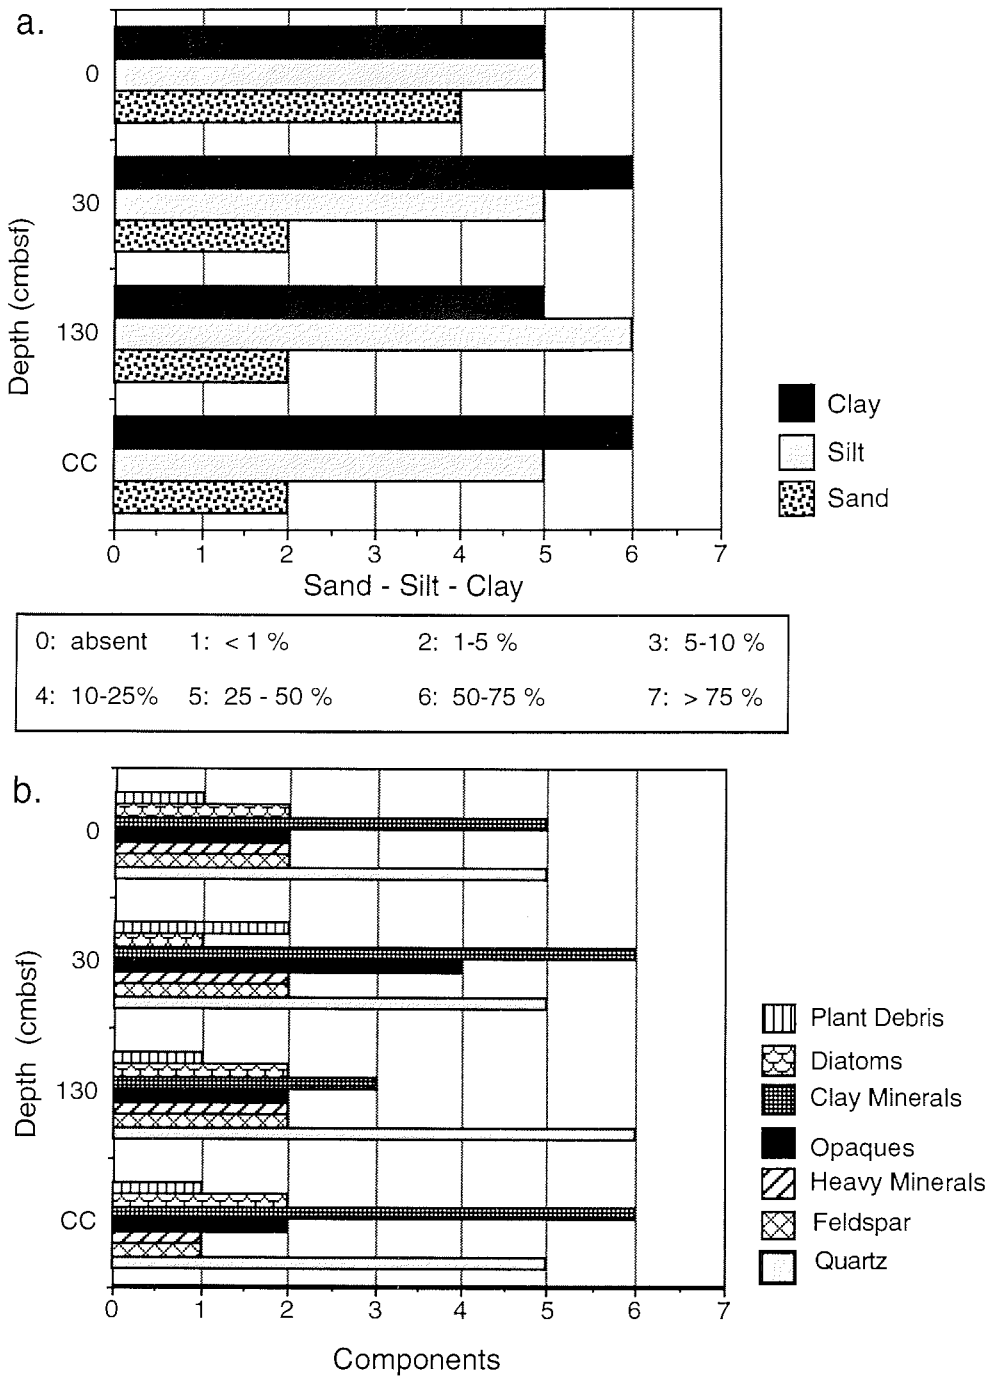 a.
0
30
130
CC
Depth (cmbsf)
Clay
Silt
Sand
0 1 2 3 4 5 6 7
Sand - Silt - Clay
0: absent 1: < 1 % 2: 1-5 % 3: 5-10 %
4: 10-25% 5: 25 - 50 % 6: 50-75 % 7: > 75 %
b.
0
30
130
CC
Depth (cmbsf)
Plant Debris
Diatoms
Clay Minerals
Opaques
Heavy Minerals
Feldspar
Quartz
0 1 2 3 4 5 6 7
Components